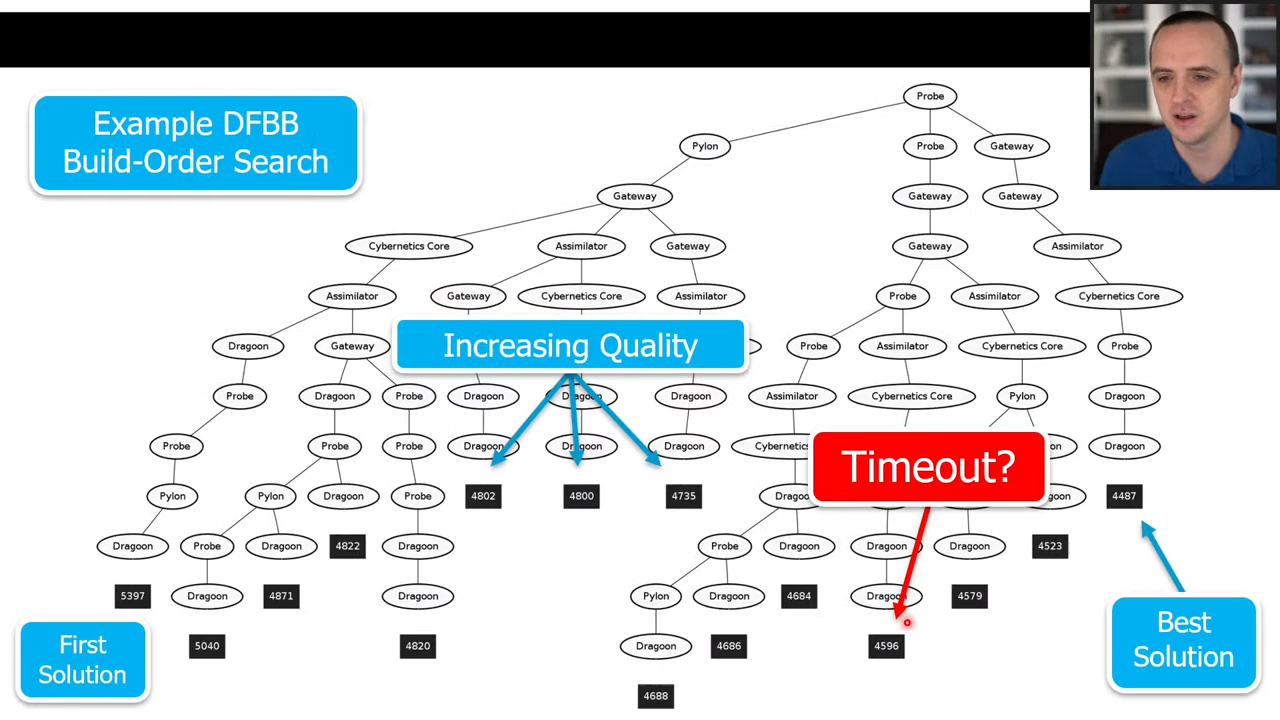 Example DFBB
Build-Order Search
Probe
Pylon
Probe
Gateway
Gateway
Gateway
Gateway
Cybernetics Core
Assimilator
Gateway
Gateway
Assimilator
Assimilator
Gateway
Cybernetics Core
Assimilator
Probe
Assimilator
Cybernetics Core
Dragoon
Gateway
Increasing Quality
Probe
Assimilator
Cybernetics Core
Probe
Probe
Dragoon
Probe
Dragoon
Dragoon
Dragoon
Assimilator
Cybernetics Core
Pylon
Dragoon
Probe
Probe
Probe
Dragoon
Dragoon
Dragoon
Timeout?
Dragoon
Pylon
Pylon
Dragoon
Probe
4802
4800
4735
4487
Dragoon
Probe
Dragoon
4822
Dragoon
Probe
Dragoon
Dragoon
Dragoon
4523
5397
Dragoon
4871
Dragoon
Pylon
Dragoon
4684
Dragoon
4579
First
Solution
5040
4820
Dragoon
4686
4596
Best
Solution
4688